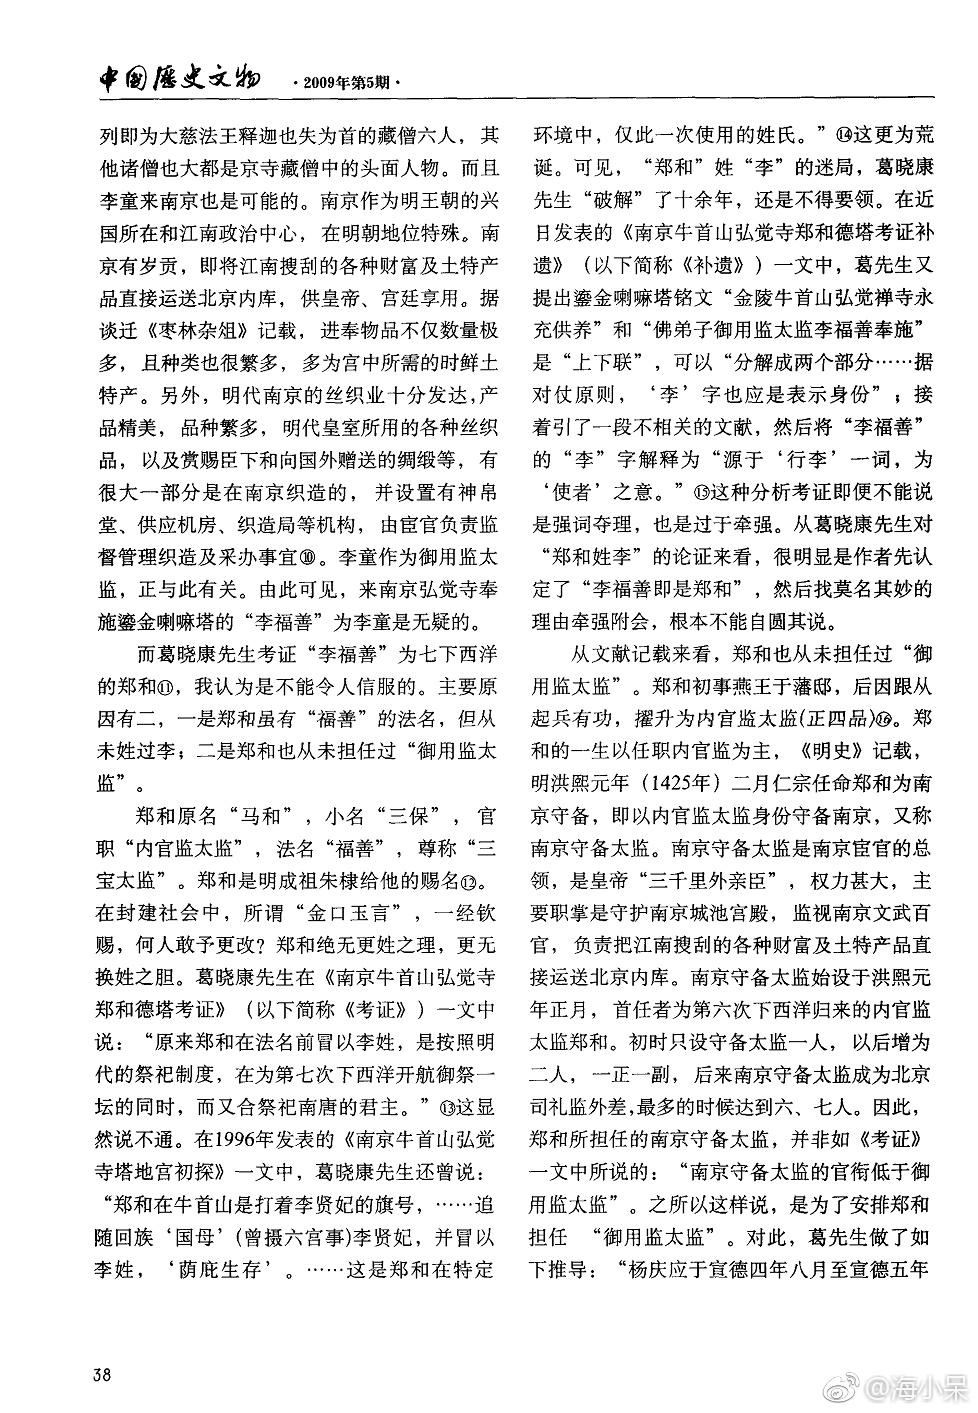 中国历史文物 ·2009年第5期·
列即为大慈法王释迦也失为首的藏僧六人，其
他诸僧也大都是京寺藏僧中的头面人物。而且
李童来南京也是可能的。南京作为明王朝的兴
国所在和江南政治中心，在明朝地位特殊。南
京有岁贡，即将江南搜刮的各种财富及土特产
品直接运送北京内库，供皇帝、宫廷享用。据
谈迁《枣林杂俎》记载，进奉物品不仅数量极
多，且种类也很繁多，多为宫中所需的时鲜土
特产。另外，明代南京的丝织业十分发达,产
品精美，品种繁多，明代皇室所用的各种丝织
品，以及赏赐臣下和向国外赠送的绸缎等，有
很大一部分是在南京织造的，并设置有神帛
堂、供应机房、织造局等机构，由宦官负责监
督管理织造及采办事宜⑩。李童作为御用监太
监，正与此有关。由此可见，来南京弘觉寺奉
施鎏金喇嘛塔的“李福善”为李童是无疑的。
而葛晓康先生考证“李福善”为七下西洋
的郑和⑪，我认为是不能令人信服的。主要原
因有二，一是郑和虽有“福善”的法名，但从
未姓过李；二是郑和也从未担任过“御用监太
监”。
郑和原名“马和”，小名“三保”，官
职“内官监太监”，法名“福善”，尊称“三
宝太监”。郑和是明成祖朱棣给他的赐名⑫。
在封建社会中，所谓“金口玉言”，一经钦
赐，何人敢予更改？郑和绝无更姓之理，更无
换姓之胆。葛晓康先生在《南京牛首山弘觉寺
郑和德塔考证》（以下简称《考证》）一文中
说：“原来郑和在法名前冒以李姓，是按照明
代的祭祀制度，在为第七次下西洋开航御祭一
坛的同时，而又合祭祀南唐的君主。”⑬这显
然说不通。在1996年发表的《南京牛首山弘觉
寺塔地宫初探》一文中，葛晓康先生还曾说：
“郑和在牛首山是打着李贤妃的旗号，……追
随回族‘国母’(曾摄六宫事)李贤妃，并冒以
李姓，‘荫庇生存’。……这是郑和在特定
环境中，仅此一次使用的姓氏。”⑭这更为荒
诞。可见，“郑和”姓“李”的迷局，葛晓康
先生“破解”了十余年，还是不得要领。在近
日发表的《南京牛首山弘觉寺郑和德塔考证补
遗》（以下简称《补遗》）一文中，葛先生又
提出鎏金喇嘛塔铭文“金陵牛首山弘觉禅寺永
充供养”和“佛弟子御用监太监李福善奉施”
是“上下联”，可以“分解成两个部分……据
对仗原则，‘李’字也应是表示身份”；接
着引了一段不相关的文献，然后将“李福善”
的“李”字解释为“源于‘行李’一词，为
‘使者’之意。”⑮这种分析考证即便不能说
是强词夺理，也是过于牵强。从葛晓康先生对
“郑和姓李”的论证来看，很明显是作者先认
定了“李福善即是郑和”，然后找莫名其妙的
理由牵强附会，根本不能自圆其说。
从文献记载来看，郑和也从未担任过“御
用监太监”。郑和初事燕王于藩邸，后因跟从
起兵有功，擢升为内官监太监(正四品)⑯。郑
和的一生以任职内官监为主，《明史》记载，
明洪熙元年（1425年）二月仁宗任命郑和为南
京守备，即以内官监太监身份守备南京，又称
南京守备太监。南京守备太监是南京宦官的总
领，是皇帝“三千里外亲臣”，权力甚大，主
要职掌是守护南京城池宫殿，监视南京文武百
官，负责把江南搜刮的各种财富及土特产品直
接运送北京内库。南京守备太监始设于洪熙元
年正月，首任者为第六次下西洋归来的内官监
太监郑和。初时只设守备太监一人，以后增为
二人，一正一副，后来南京守备太监成为北京
司礼监外差,最多的时候达到六、七人。因此，
郑和所担任的南京守备太监，并非如《考证》
一文中所说的：“南京守备太监的官衔低于御
用监太监”。之所以这样说，是为了安排郑和
担任 “御用监太监”。对此，葛先生做了如
下推导：“杨庆应于宣德四年八月至宣德五年
38
@海小呆